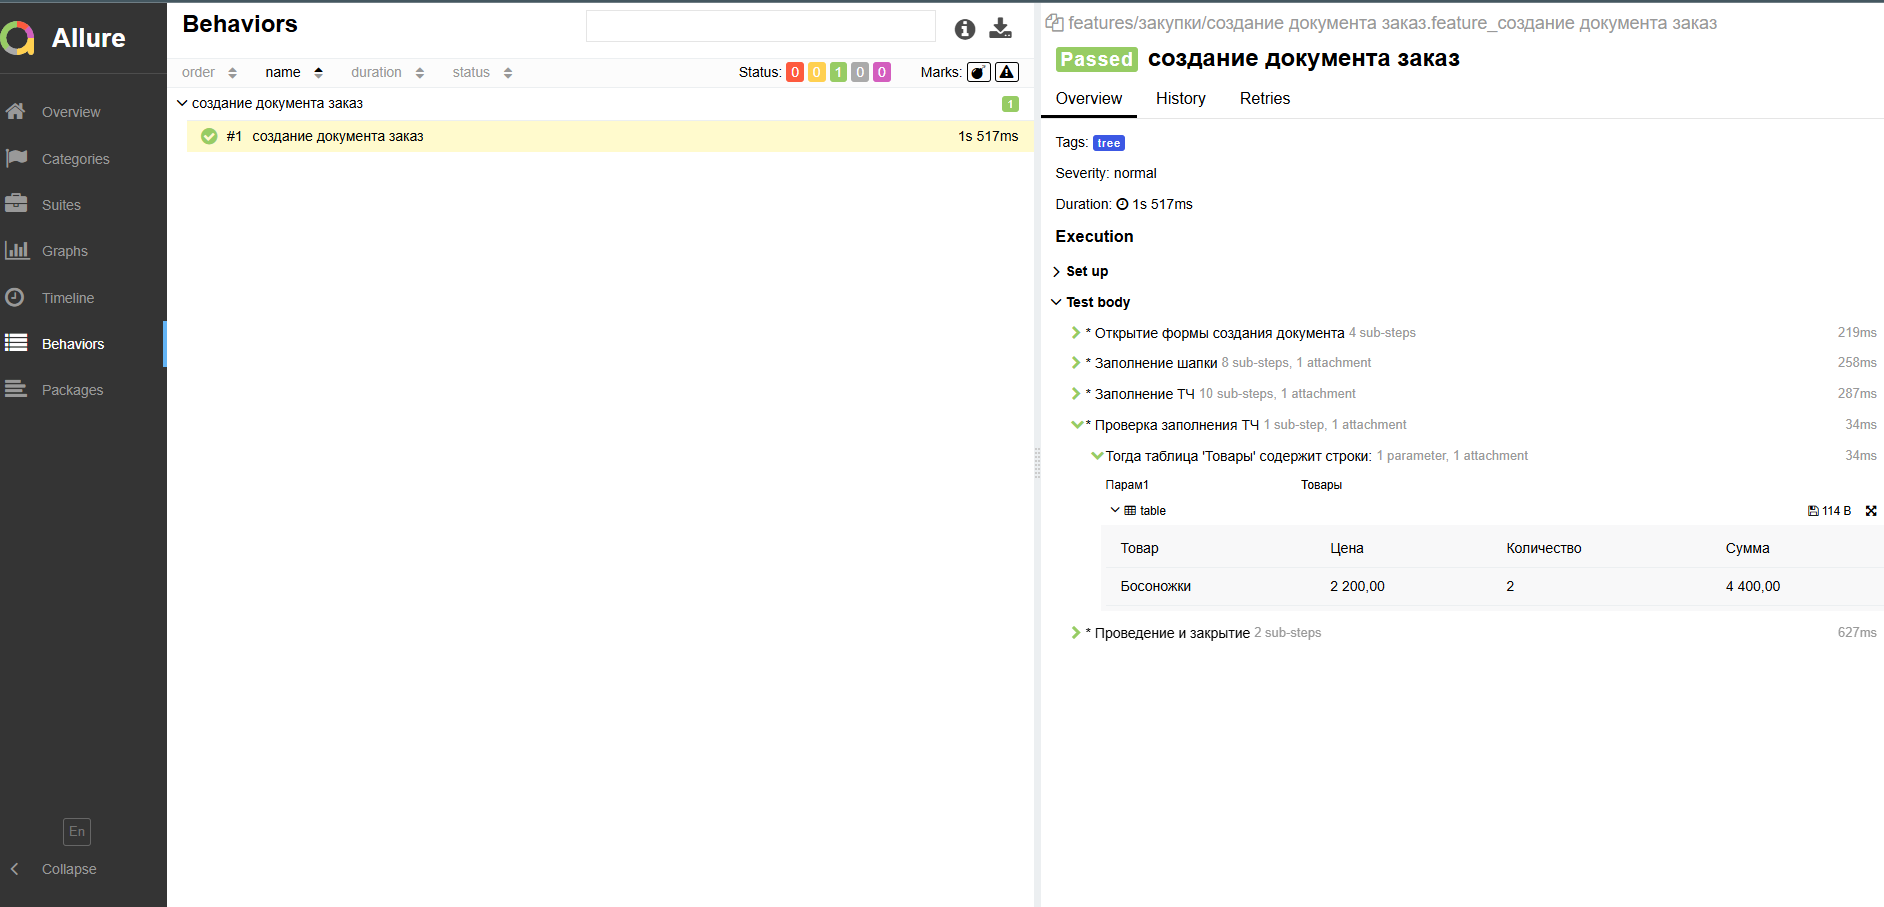 Allure
Overview
Categories
Suites
Graphs
Timeline
Behaviors
Packages
En
Collapse
Behaviors
order name duration status Status: 0 0 1 0 0 Marks:
создание документа заказ 1
#1 создание документа заказ 1s 517ms
features/закупки/создание документа заказ.feature_создание документа заказ
Passed создание документа заказ
Overview History Retries
Tags: tree
Severity: normal
Duration: 1s 517ms
Execution
Set up
Test body
* Открытие формы создания документа 4 sub-steps 219ms
* Заполнение шапки 8 sub-steps, 1 attachment 258ms
* Заполнение ТЧ 10 sub-steps, 1 attachment 287ms
* Проверка заполнения ТЧ 1 sub-step, 1 attachment 34ms
Тогда таблица 'Товары' содержит строки: 1 parameter, 1 attachment 34ms
Парам1 Товары
table 114 B
Товар Цена Количество Сумма
Босоножки 2 200,00 2 4 400,00
* Проведение и закрытие 2 sub-steps 627ms